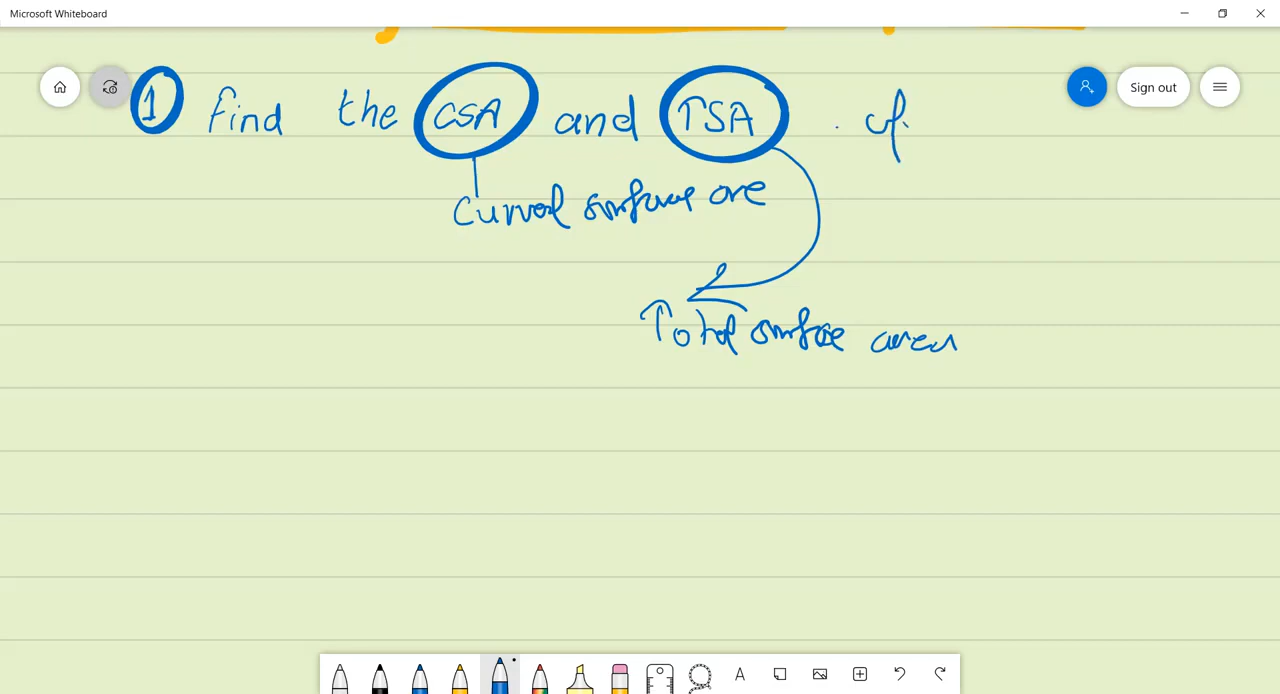 Microsoft Whiteboard
Sign out
1 Find the CSA and TSA of
curved surface are
Total surface area
A